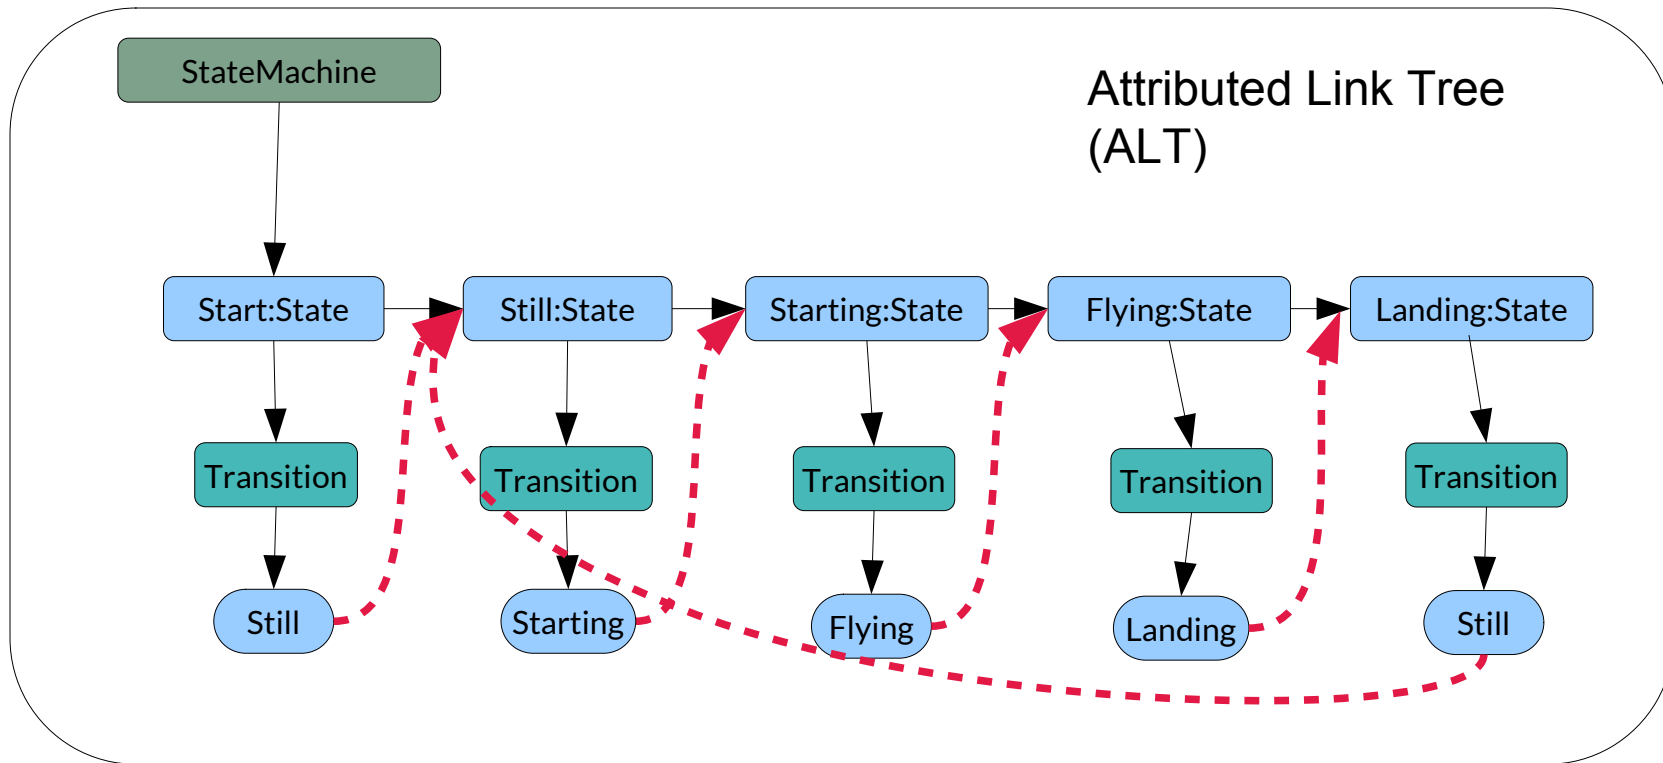 StateMachine
Attributed Link Tree
(ALT)
Start:State
Still:State
Starting:State
Flying:State
Landing:State
Transition
Transition
Transition
Transition
Transition
Still
Starting
Flying
Landing
Still